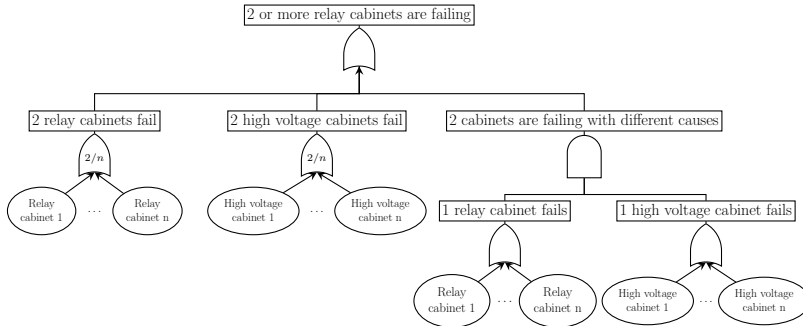 2 or more relay cabinets are failing
2 relay cabinets fail
2 high voltage cabinets fail
2 cabinets are failing with different causes
2/n
2/n
Relay
cabinet 1
...
Relay
cabinet n
High voltage
cabinet 1
...
High voltage
cabinet n
1 relay cabinet fails
1 high voltage cabinet fails
Relay
cabinet 1
...
Relay
cabinet n
High voltage
cabinet 1
...
High voltage
cabinet n